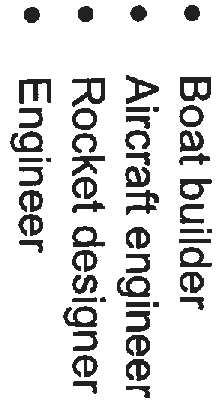 • Boat builder
• Aircraft engineer
• Rocket designer
• Engineer